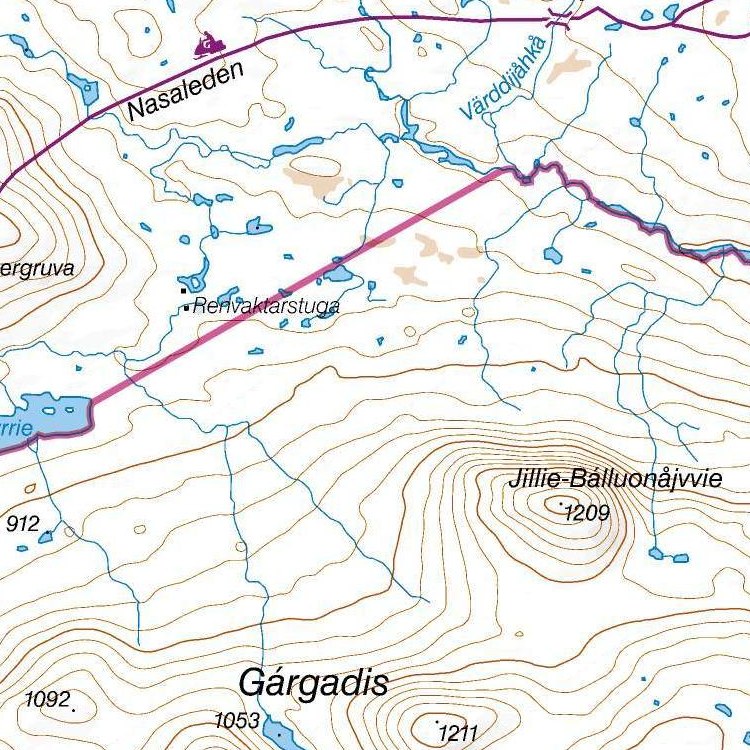 Nasaleden
Värddijåhkå
ergruva
Renvaktarstuga
rrie
Jillie-Bálluonåjvvie
1209
912
Gárgadis
1092
1053
1211